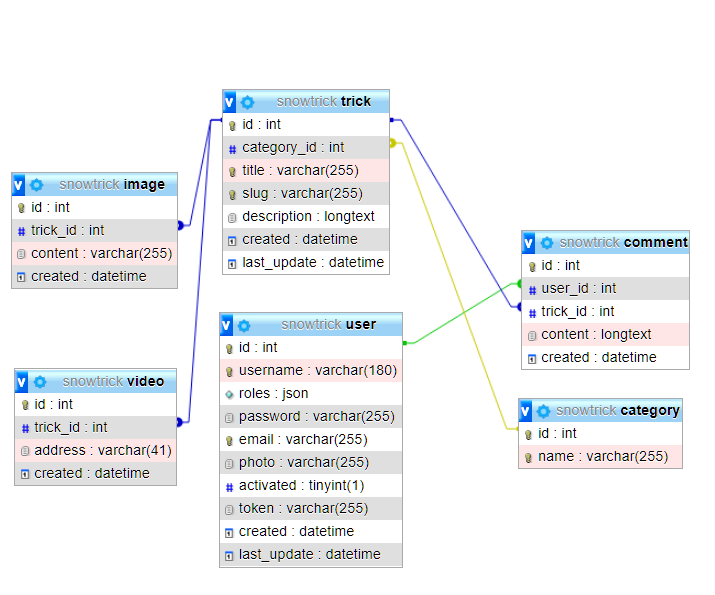 snowtrick trick
id : int
category_id : int
title : varchar(255)
slug : varchar(255)
description : longtext
created : datetime
last_update : datetime
snowtrick image
id : int
trick_id : int
content : varchar(255)
created : datetime
snowtrick comment
id : int
user_id : int
trick_id : int
content : longtext
created : datetime
snowtrick user
id : int
username : varchar(180)
roles : json
password : varchar(255)
email : varchar(255)
photo : varchar(255)
activated : tinyint(1)
token : varchar(255)
created : datetime
last_update : datetime
snowtrick video
id : int
trick_id : int
address : varchar(41)
created : datetime
snowtrick category
id : int
name : varchar(255)